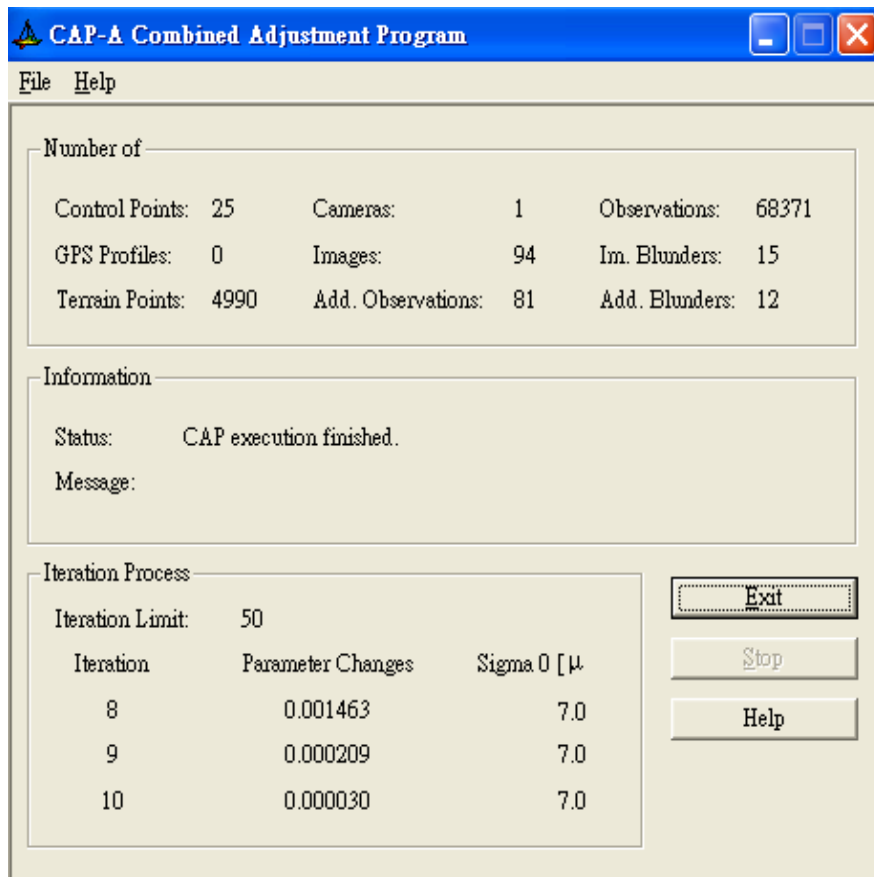 CAP-A Combined Adjustment Program
File Help
Number of
Control Points: 25 Cameras: 1 Observations: 68371
GPS Profiles: 0 Images: 94 Im. Blunders: 15
Terrain Points: 4990 Add. Observations: 81 Add. Blunders: 12
Information
Status: CAP execution finished.
Message:
Iteration Process
Iteration Limit: 50
Iteration Parameter Changes Sigma 0 [μ
8 0.001463 7.0
9 0.000209 7.0
10 0.000030 7.0
Exit
Stop
Help